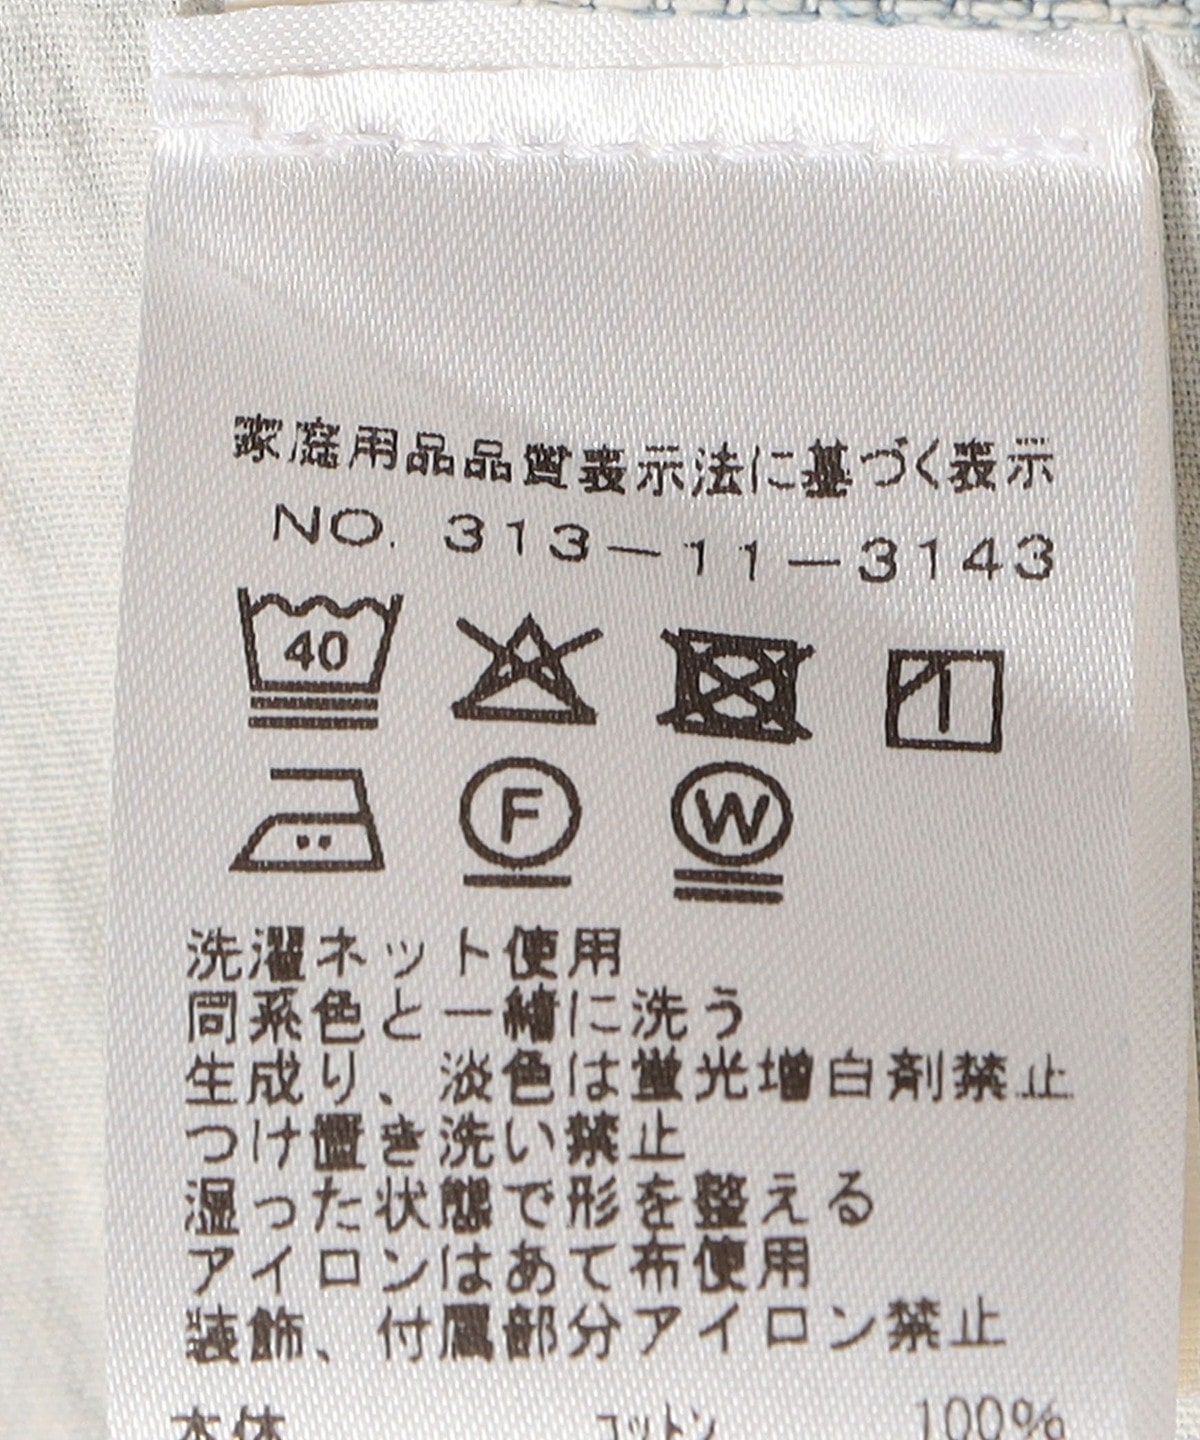 家庭用品品質表示法に基づく表示
NO. 313-11-3143
40
F W
洗濯ネット使用
同系色と一緒に洗う
生成り、淡色は蛍光増白剤禁止
つけ置き洗い禁止
湿った状態で形を整える
アイロンはあて布使用
装飾、付属部分アイロン禁止
本体 コットン 100%